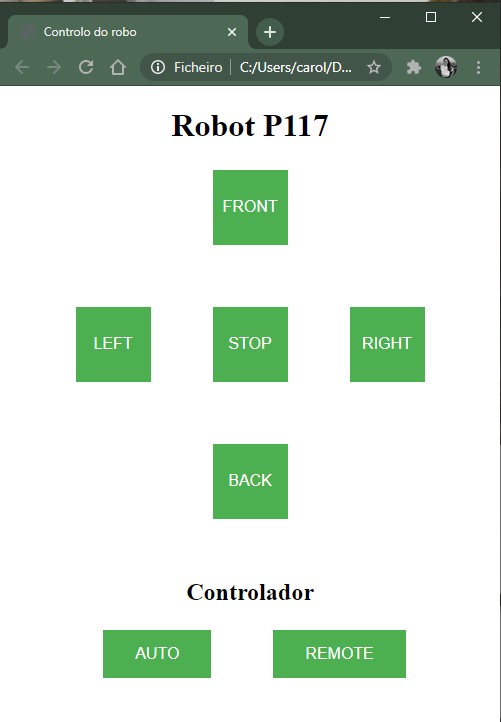 Controlo do robo
Ficheiro C:/Users/carol/D...
Robot P117
FRONT
LEFT STOP RIGHT
BACK
Controlador
AUTO REMOTE